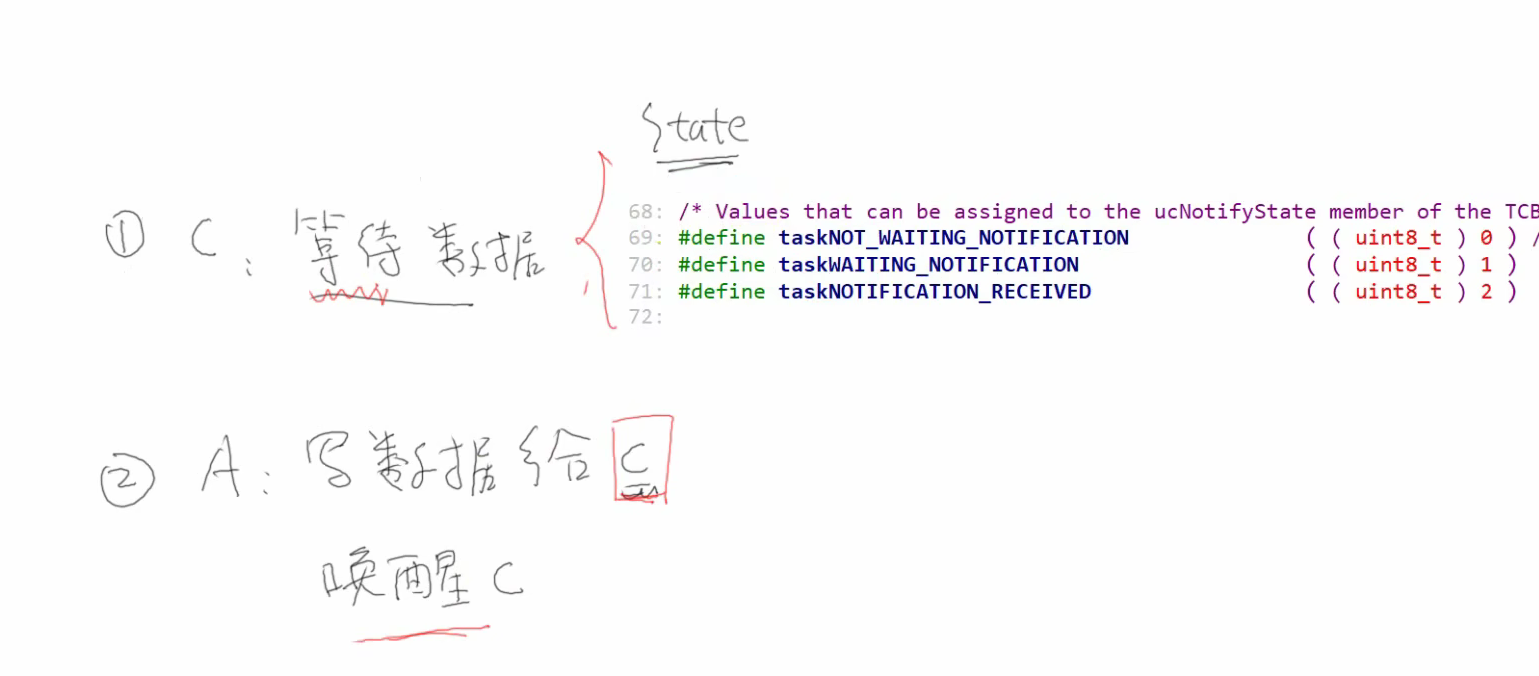 State
① C: 等待数据
68: /* Values that can be assigned to the ucNotifyState member of the TCB
69: #define taskNOT_WAITING_NOTIFICATION ( ( uint8_t ) 0 ) /
70: #define taskWAITING_NOTIFICATION ( ( uint8_t ) 1 )
71: #define taskNOTIFICATION_RECEIVED ( ( uint8_t ) 2 )
72:
② A: 写数据给 C
唤醒 C